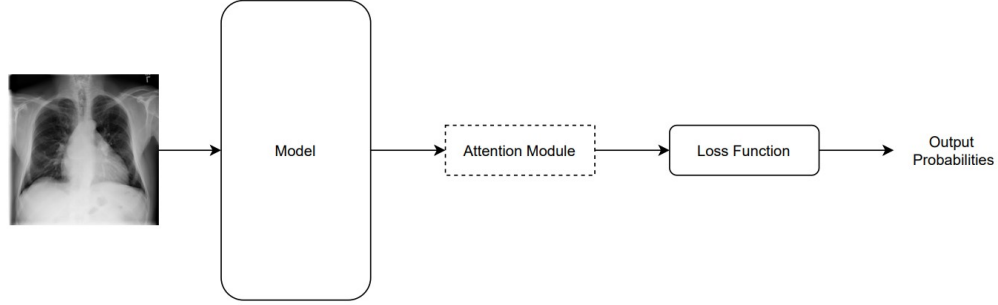 Model
Attention Module
Loss Function
Output
Probabilities